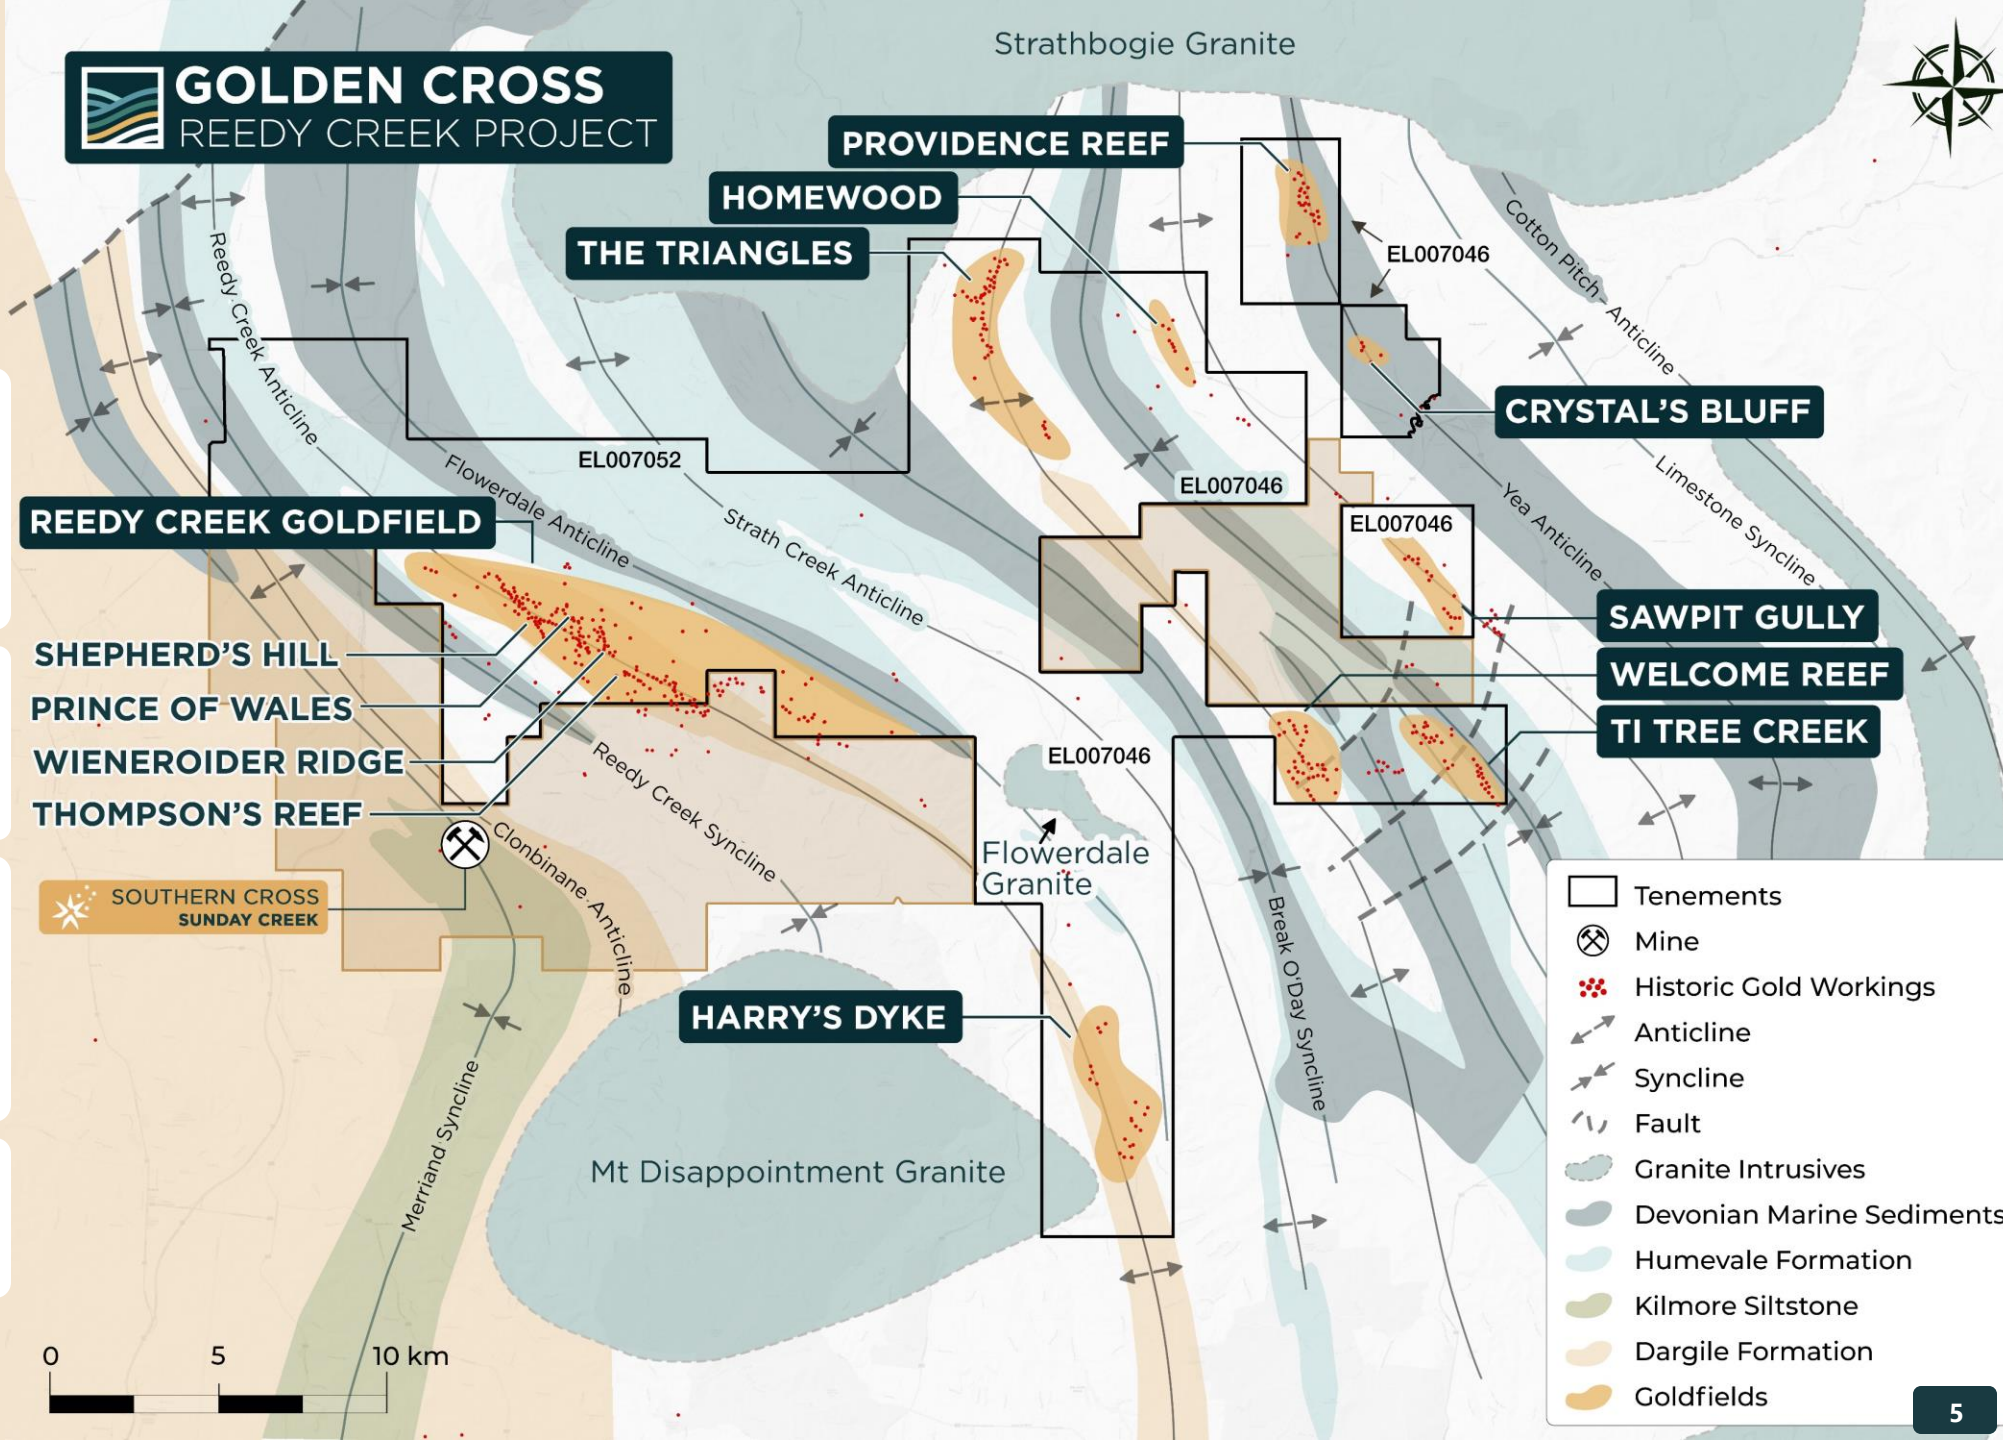 Strathbogie Granite
GOLDEN CROSS
REEDY CREEK PROJECT
PROVIDENCE REEF
HOMEWOOD
THE TRIANGLES
EL007046
Cotton Pitch Anticline
Reedy Creek Anticline
CRYSTAL'S BLUFF
EL007052
Flowerdale Anticline
EL007046
Limestone Syncline
Yea Anticline
REEDY CREEK GOLDFIELD
Strath Creek Anticline
EL007046
SAWPIT GULLY
SHEPHERD'S HILL
WELCOME REEF
PRINCE OF WALES
TI TREE CREEK
WIENEROIDER RIDGE
Reedy Creek Syncline
EL007046
THOMPSON'S REEF
Clonbinane Anticline
Flowerdale
Granite
SOUTHERN CROSS
SUNDAY CREEK
Break O'Day Syncline
HARRY'S DYKE
Merriand Syncline
Mt Disappointment Granite
Tenements
Mine
Historic Gold Workings
Anticline
Syncline
Fault
Granite Intrusives
Devonian Marine Sediments
Humevale Formation
Kilmore Siltstone
Dargile Formation
Goldfields
0 5 10 km
5